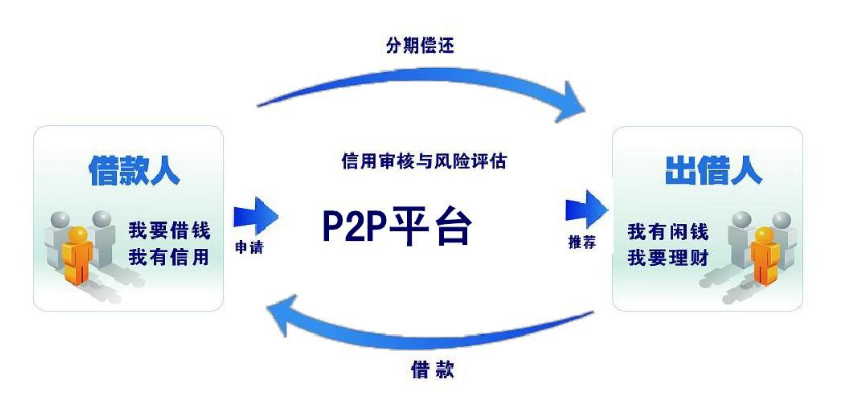 分期偿还
信用审核与风险评估
借款人
我要借钱
我有信用
申请
P2P平台
推荐
出借人
我有闲钱
我要理财
借款